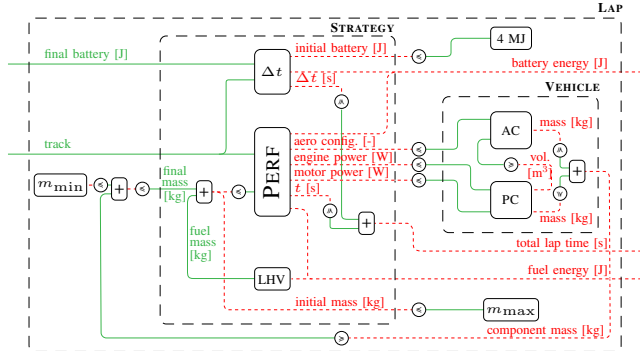 LAP
STRATEGY
final battery [J]
initial battery [J]
⩽
4 MJ
Δt
battery energy [J]
Δt [s]
VEHICLE
⩽
mass [kg]
AC
aero config. [-]
⩽
track
engine power [W]
⩽
⩾
vol.
[m³]
PERF
motor power [W]
⩽
final
mass
[kg]
m_min
⩽
+
⩽
+
⩽
t [s]
PC
+
mass [kg]
+
fuel
mass
[kg]
total lap time [s]
LHV
fuel energy [J]
initial mass [kg]
⩽
m_max
⩾
component mass [kg]